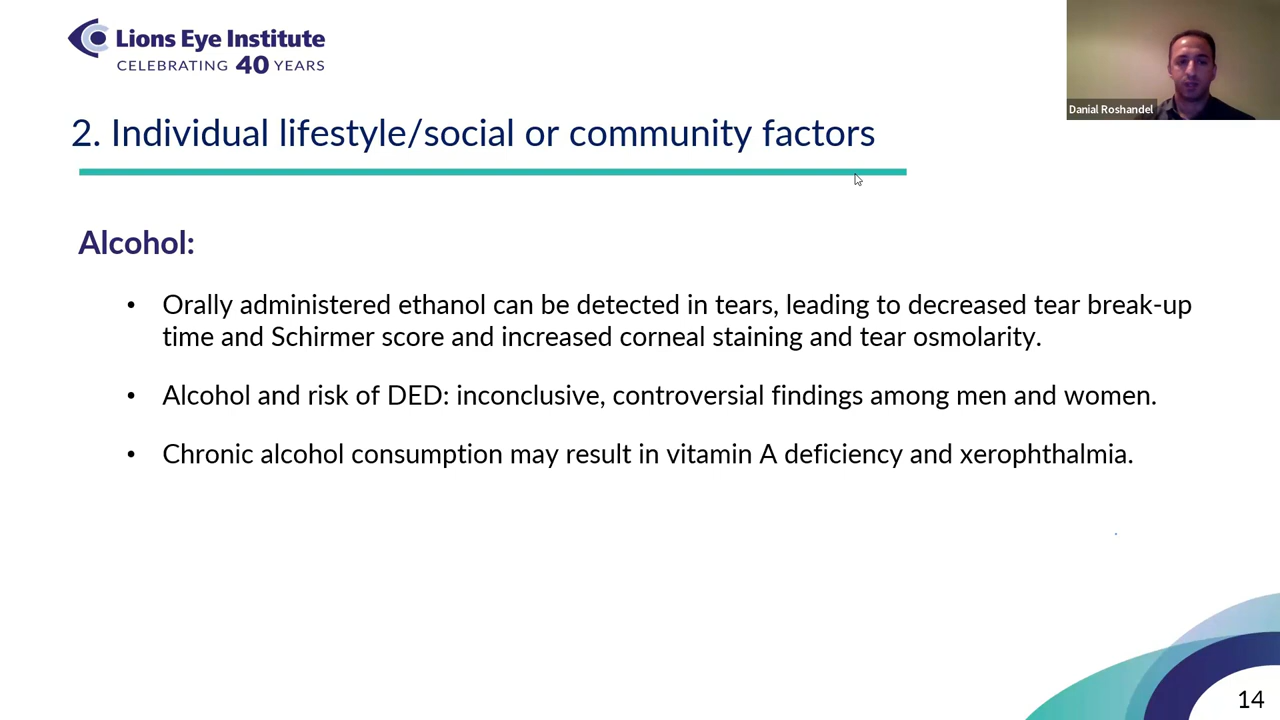 Lions Eye Institute
CELEBRATING 40 YEARS
Danial Roshandel
2. Individual lifestyle/social or community factors
Alcohol:
• Orally administered ethanol can be detected in tears, leading to decreased tear break-up
time and Schirmer score and increased corneal staining and tear osmolarity.
• Alcohol and risk of DED: inconclusive, controversial findings among men and women.
• Chronic alcohol consumption may result in vitamin A deficiency and xerophthalmia.
14